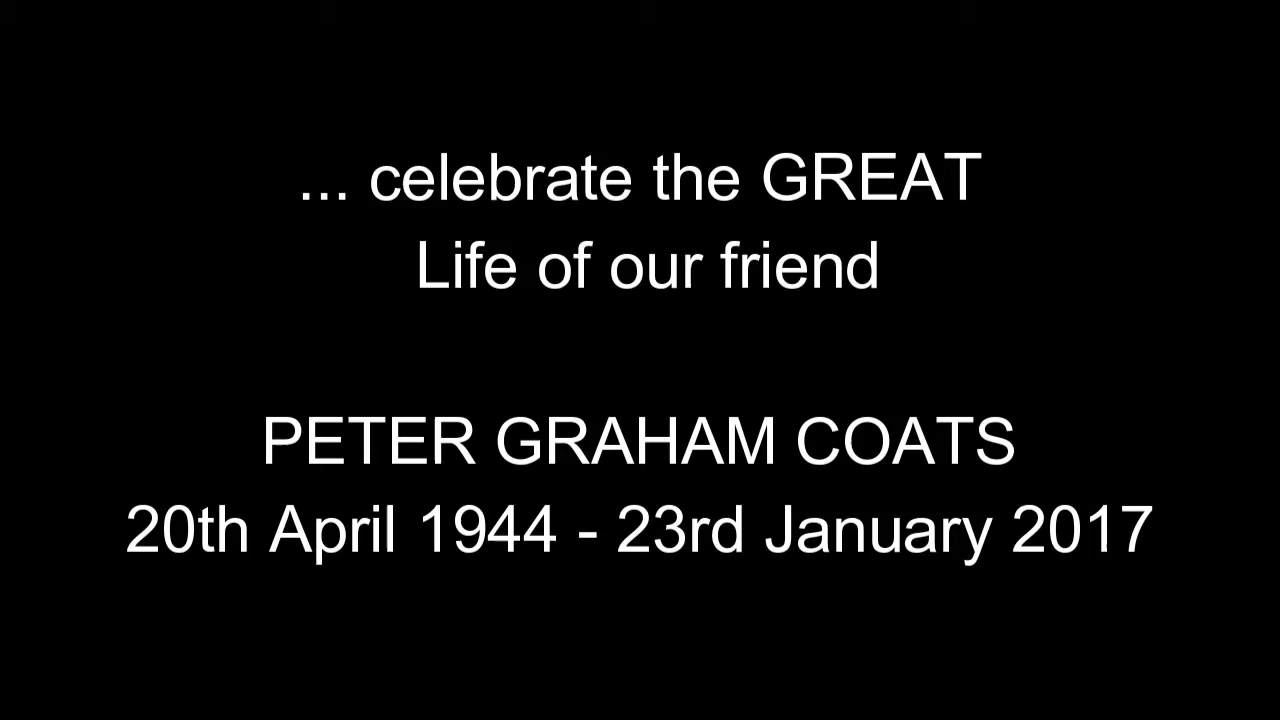 ... celebrate the GREAT
Life of our friend
PETER GRAHAM COATS
20th April 1944 - 23rd January 2017